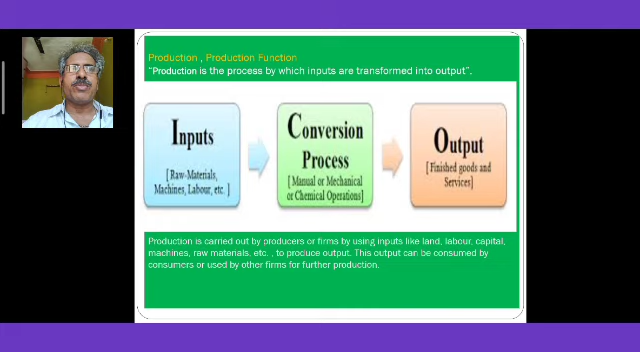 Production , Production Function
“Production is the process by which inputs are transformed into output”.
Inputs
[ Raw-Materials,
Machines, Labour, etc. ]
Conversion
Process
[ Manual or Mechanical
or Chemical Operations]
Output
[Finished goods and
Services]
Production is carried out by producers or firms by using inputs like land, labour, capital,
machines, raw materials, etc. , to produce output. This output can be consumed by
consumers or used by other firms for further production.